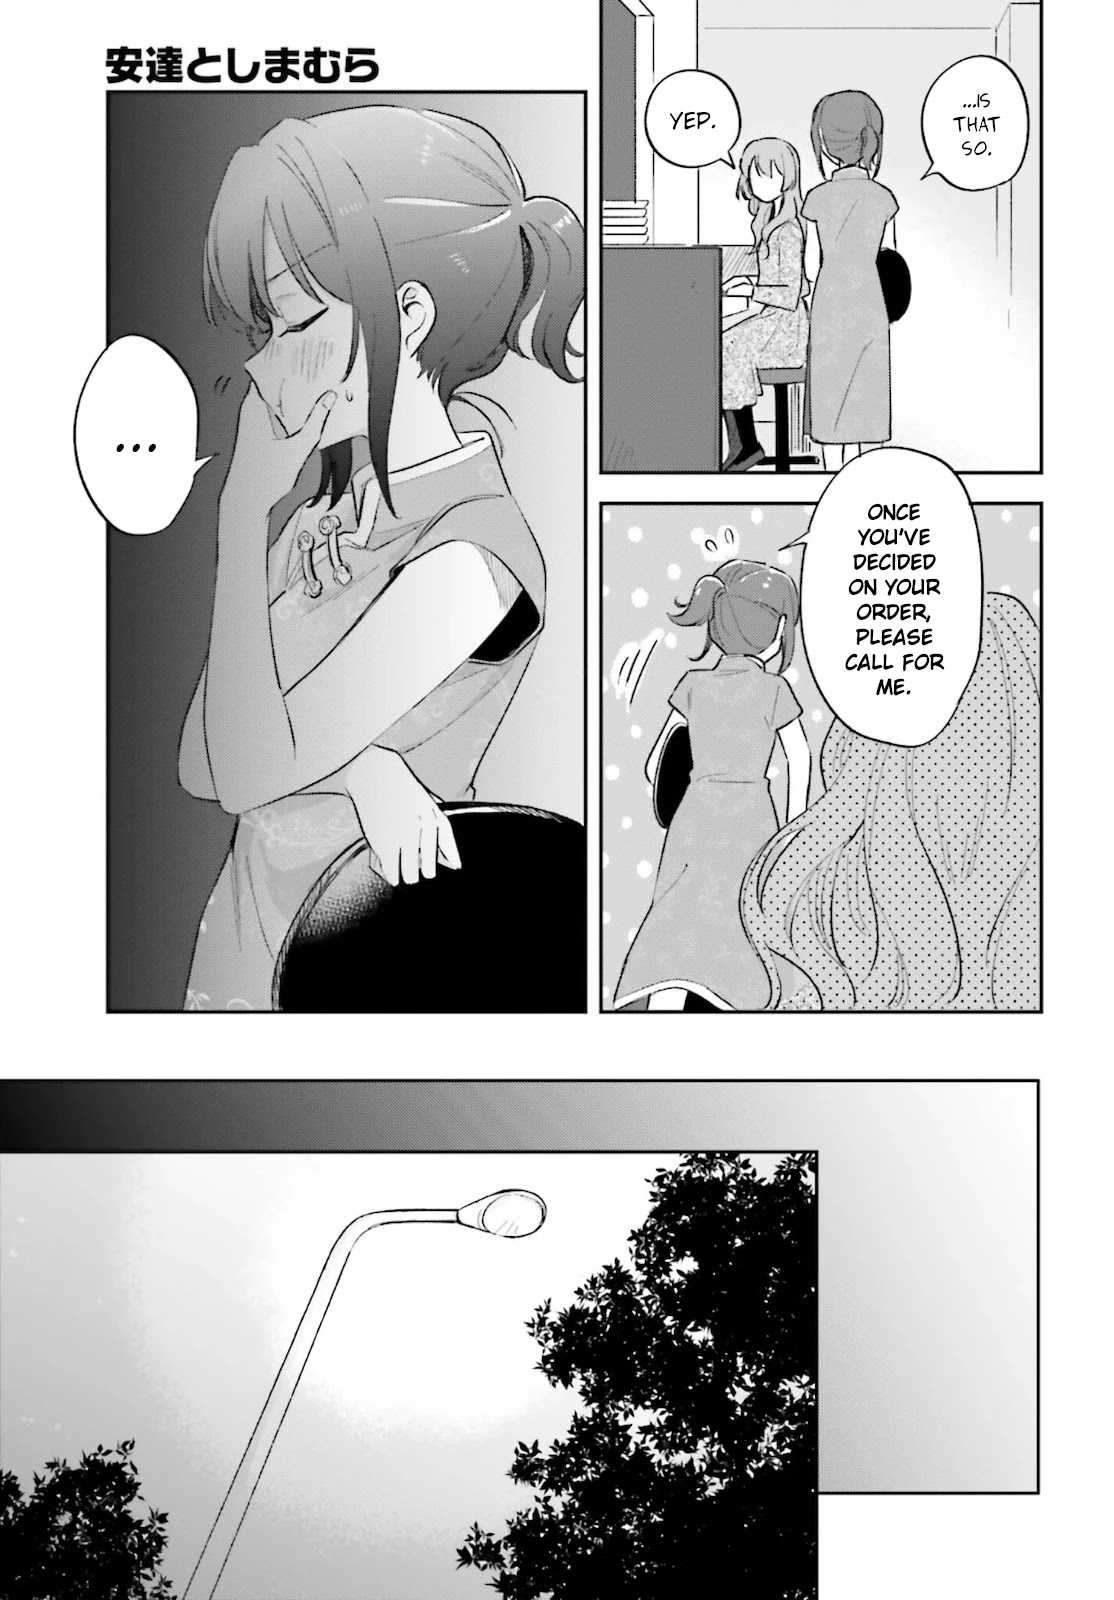 安達としまむら
...IS
THAT
SO.
YEP.
ONCE
YOU'VE
DECIDED
ON YOUR
ORDER,
PLEASE
CALL FOR
ME.
...